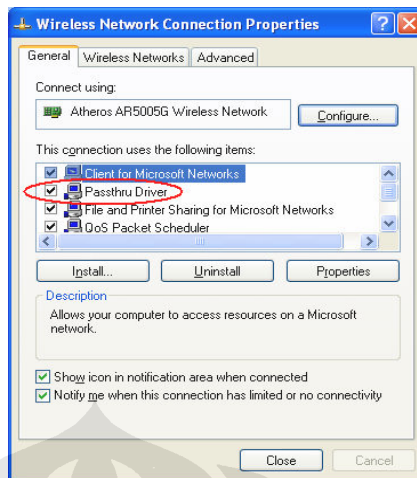 Wireless Network Connection Properties
General Wireless Networks Advanced
Connect using:
Atheros AR5005G Wireless Network Configure...
This connection uses the following items:
Client for Microsoft Networks
Passthru Driver
File and Printer Sharing for Microsoft Networks
QoS Packet Scheduler
Install... Uninstall Properties
Description
Allows your computer to access resources on a Microsoft
network.
Show icon in notification area when connected
Notify me when this connection has limited or no connectivity
Close Cancel